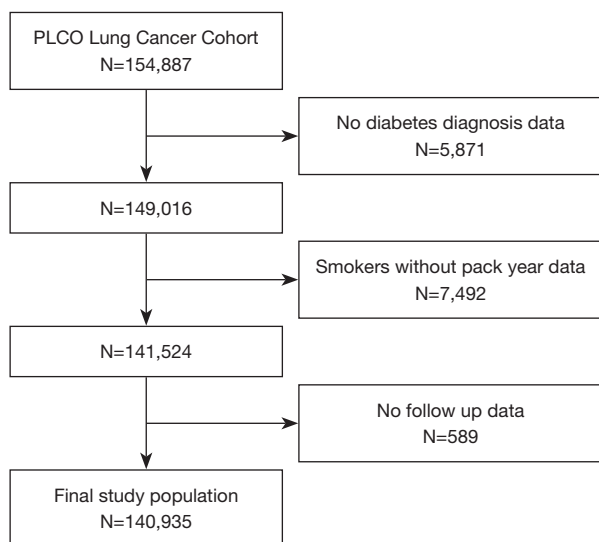 PLCO Lung Cancer Cohort
N=154,887
No diabetes diagnosis data
N=5,871
N=149,016
Smokers without pack year data
N=7,492
N=141,524
No follow up data
N=589
Final study population
N=140,935